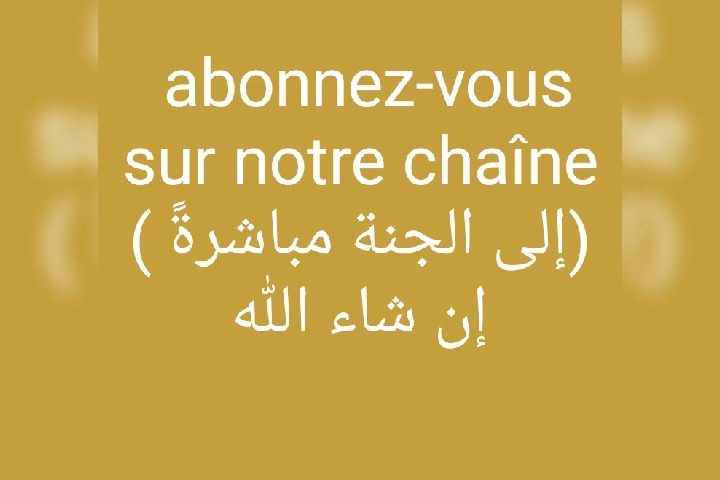 abonnez-vous
sur notre chaîne
(إلى الجنة مباشرةً )
إن شاء الله